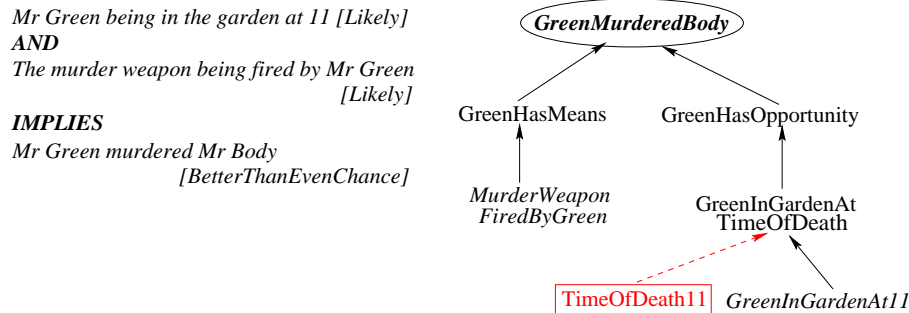 Mr Green being in the garden at 11 [Likely]
AND
The murder weapon being fired by Mr Green
[Likely]
IMPLIES
Mr Green murdered Mr Body
[BetterThanEvenChance]
GreenMurderedBody
GreenHasMeans
GreenHasOpportunity
MurderWeapon
FiredByGreen
GreenInGardenAt
TimeOfDeath
TimeOfDeath11
GreenInGardenAt11